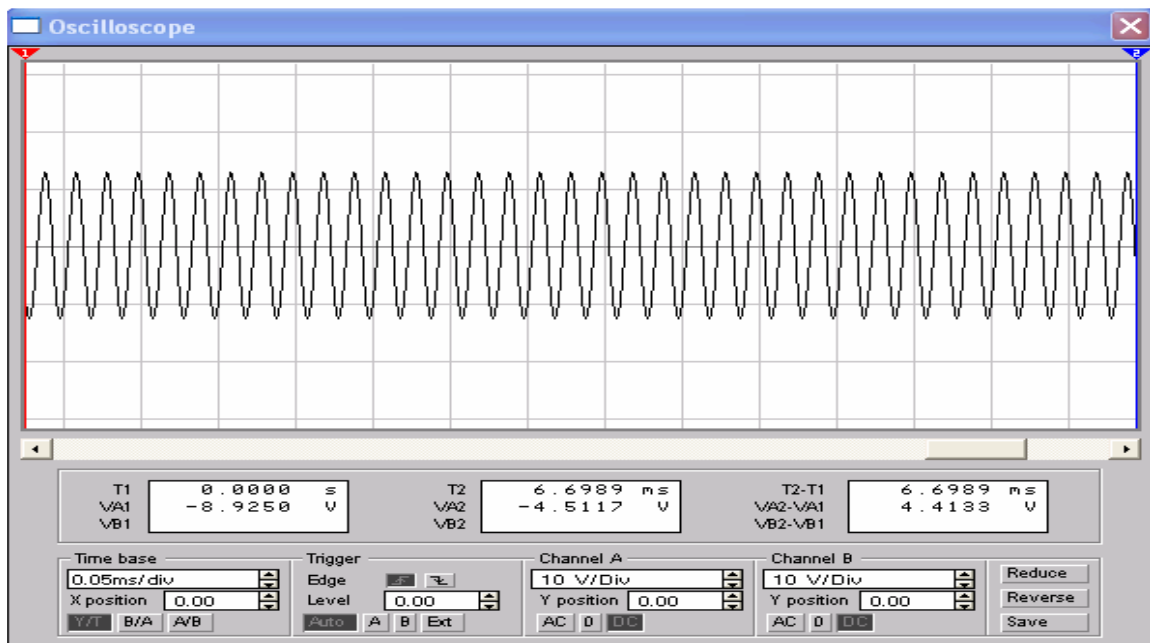 Oscilloscope
1 2
T1 0.0000 s T2 6.6989 ms T2-T1 6.6989 ms
VA1 -8.9250 V VA2 -4.5117 V VA2-VA1 4.4133 V
VB1 VB2 VB2-VB1
Time base Trigger Channel A Channel B
0.05ms/div Edge 10 V/Div 10 V/Div Reduce
X position 0.00 Level 0.00 Y position 0.00 Y position 0.00 Reverse
Y/T B/A A/B Auto A B Ext AC 0 DC AC 0 DC Save